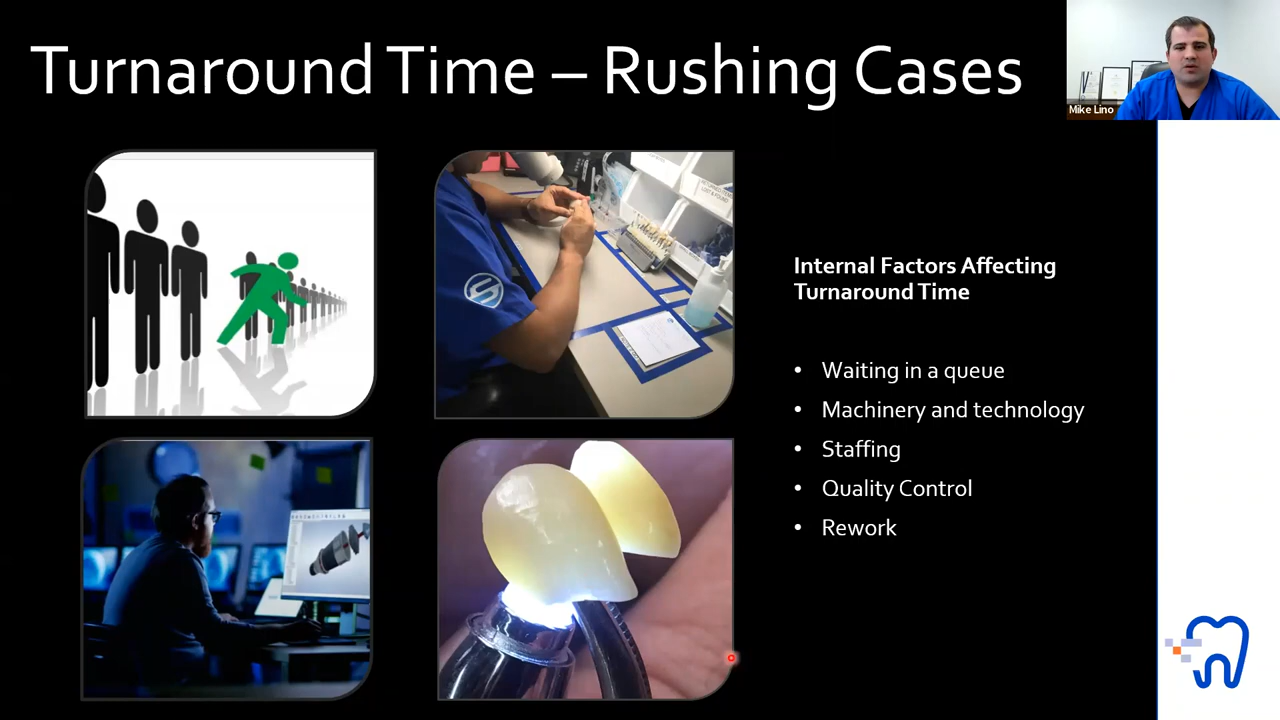 Turnaround Time – Rushing Cases
Mike Lino
Internal Factors Affecting
Turnaround Time
• Waiting in a queue
• Machinery and technology
• Staffing
• Quality Control
• Rework